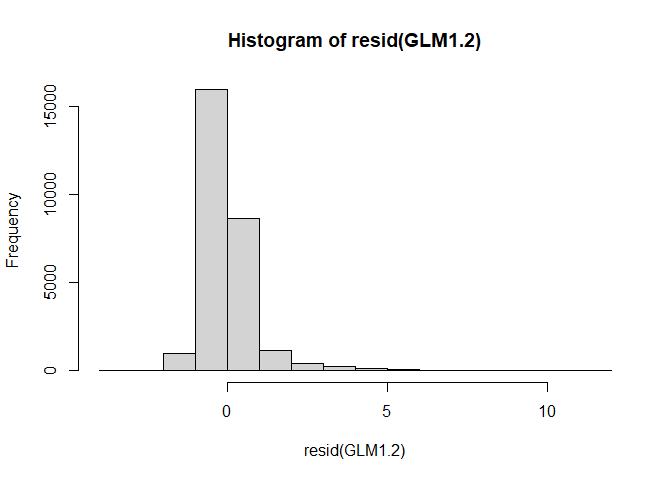 Histogram of resid(GLM1.2)
Frequency
15000
10000
5000
0
0 5 10
resid(GLM1.2)